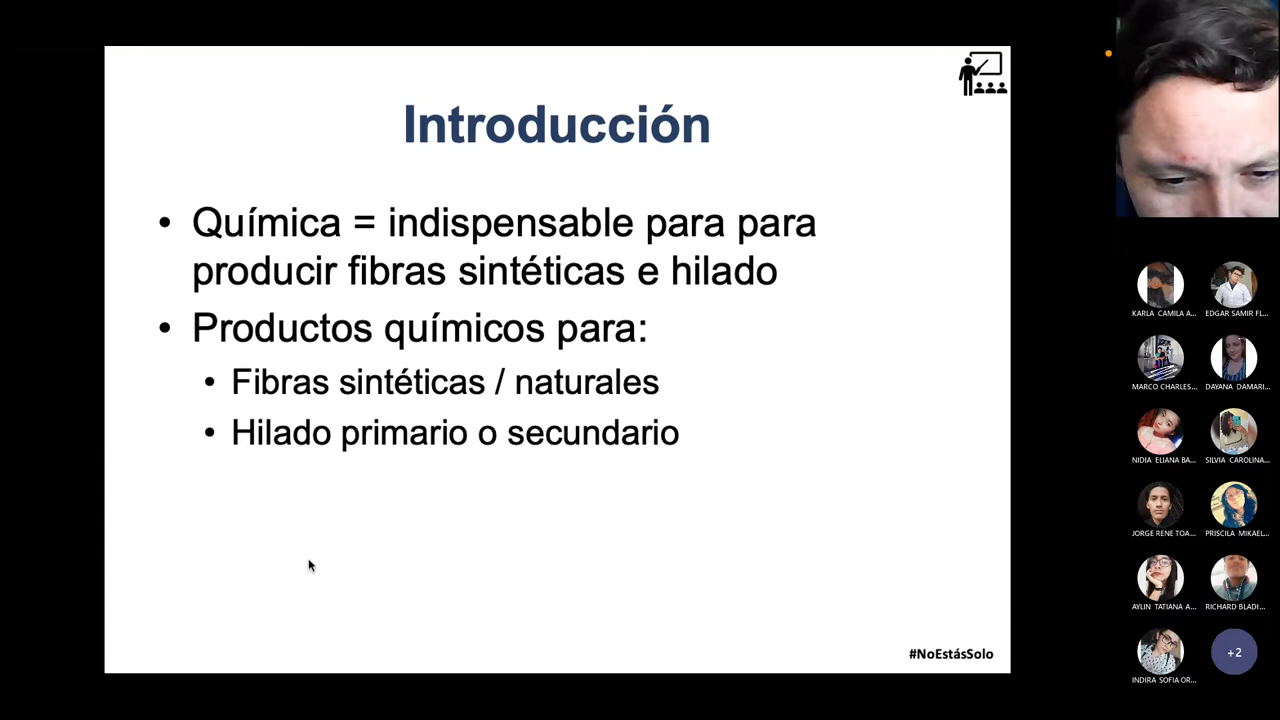 Introducción
• Química = indispensable para para
producir fibras sintéticas e hilado
• Productos químicos para:
• Fibras sintéticas / naturales
• Hilado primario o secundario
#NoEstásSolo
KARLA CAMILA A...
EDGAR SAMIR FL...
MARCO CHARLES...
DAYANA DAMARI...
NIDIA ELIANA BA...
SILVIA CAROLINA...
JORGE RENE TOA...
PRISCILA MIKAEL...
AYLIN TATIANA A...
RICHARD BLADI...
INDIRA SOFIA OR...
+2